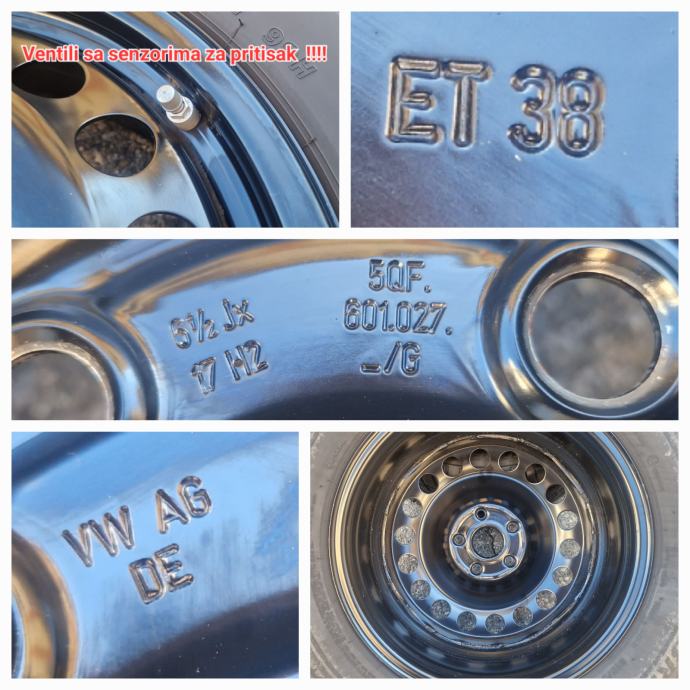 Ventili sa senzorima za pritisak !!!!
ET 38
6½ Jx
17 H2
5QF.
601.027.
_/G
VW AG
DE